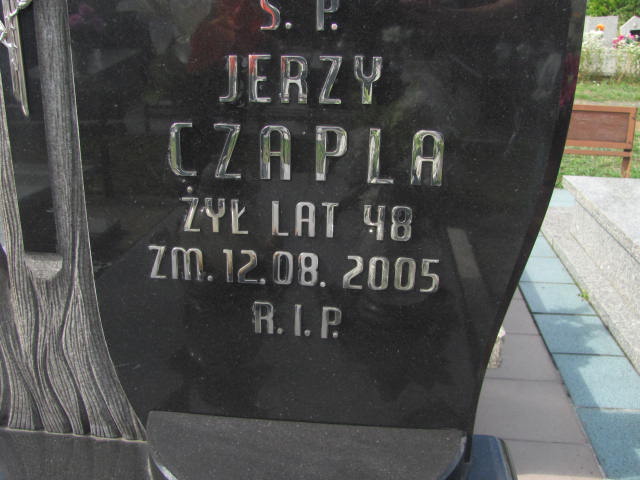 Ś. P.
JERZY
CZAPLA
ŻYŁ LAT 48
ZM. 12.08.2005
R.I.P.